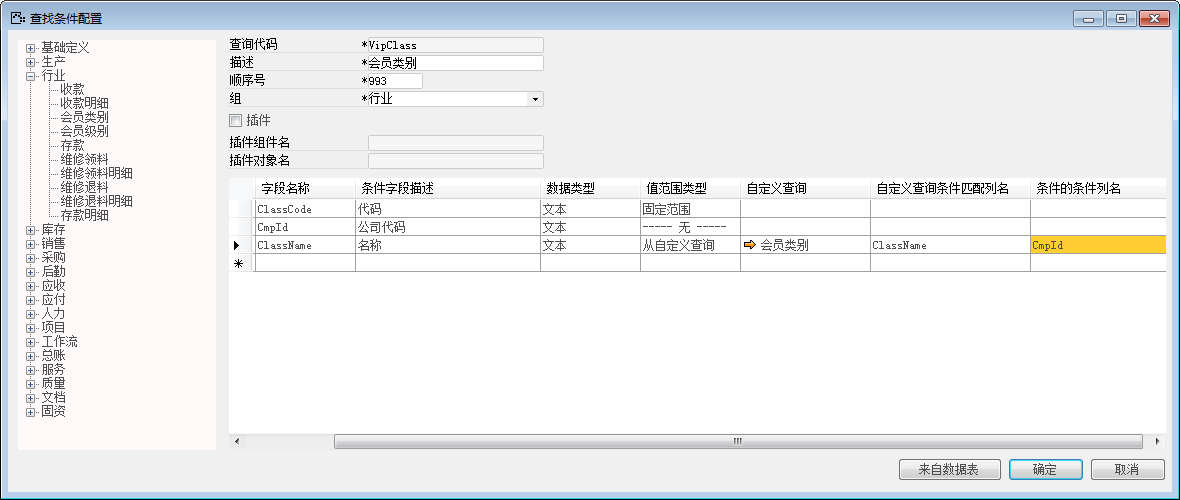 查找条件配置
基础定义
生产
行业
收款
收款明细
会员类别
会员级别
存款
维修领料
维修领料明细
维修退料
维修退料明细
存款明细
库存
销售
采购
后勤
应收
应付
人力
项目
工作流
总账
服务
质量
文档
固资
查询代码 *VipClass
描述 *会员类别
顺序号 *993
组 *行业
插件
插件组件名
插件对象名
字段名称 条件字段描述 数据类型 值范围类型 自定义查询 自定义查询条件匹配列名 条件的条件列名
ClassCode 代码 文本 固定范围
CmpId 公司代码 文本 ----- 无 -----
ClassName 名称 文本 从自定义查询 会员类别 ClassName CmpId
来自数据表 确定 取消